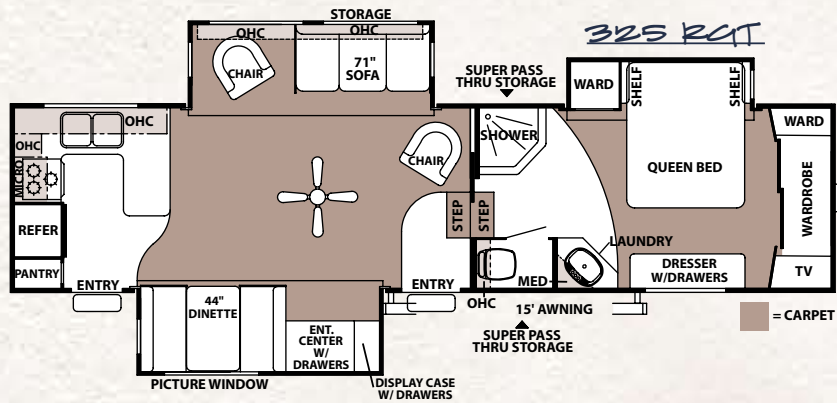 STORAGE
325 RGT
OHC
OHC
CHAIR
71"
SOFA
SUPER PASS
THRU STORAGE
WARD
SHELF
SHELF
OHC
OHC
MICRO
SHOWER
WARD
CHAIR
QUEEN BED
WARDROBE
REFER
STEP
STEP
LAUNDRY
PANTRY
ENTRY
ENTRY
MED
DRESSER
W/DRAWERS
TV
44"
DINETTE
OHC
15' AWNING
= CARPET
ENT.
CENTER
W/
DRAWERS
SUPER PASS
THRU STORAGE
PICTURE WINDOW
DISPLAY CASE
W/ DRAWERS